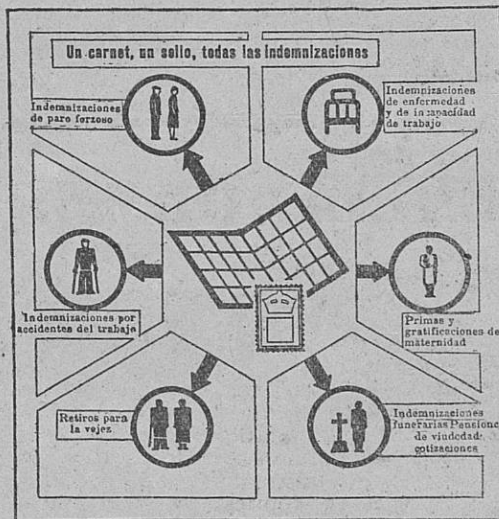 Un carnet, un sello, todas las indemnizaciones
Indemnizaciones
de paro forzoso
Indemnizaciones
de enfermedad
y de incapacidad
de trabajo
Indemnizaciones por
accidentes del trabajo
Primas y
gratificaciones de
maternidad
Retiros para
la vejez
Indemnizaciones
funerarias Pensione
de viudedad-
cotizaciones